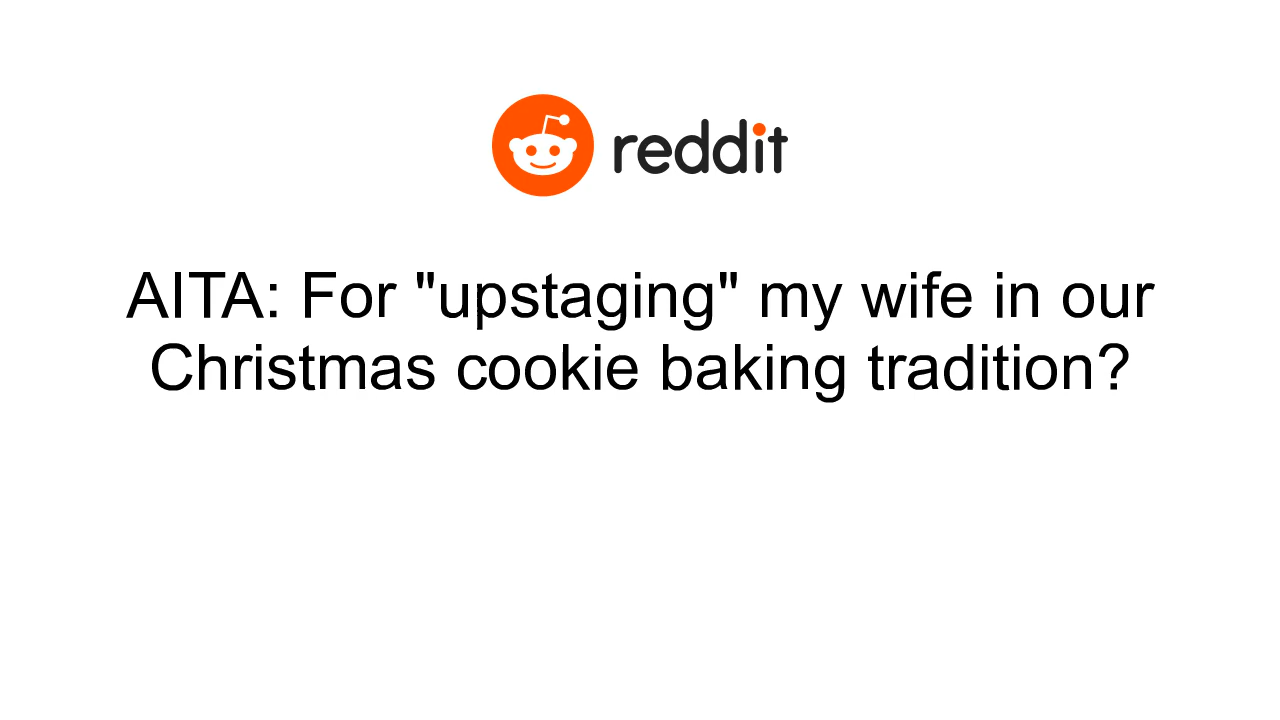 reddit
AITA: For "upstaging" my wife in our
Christmas cookie baking tradition?